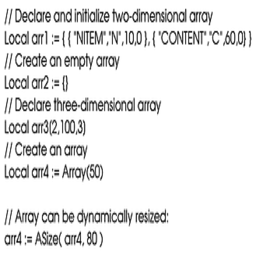 // Declare and initialize two-dimensional array
Local arr1 := { { "NITEM","N",10,0 }, { "CONTENT","C",60,0} }
// Create an empty array
Local arr2 := {}
// Declare three-dimensional array
Local arr3(2,100,3)
// Create an array
Local arr4 := Array(50)
// Array can be dynamically resized:
arr4 := ASize( arr4, 80 )